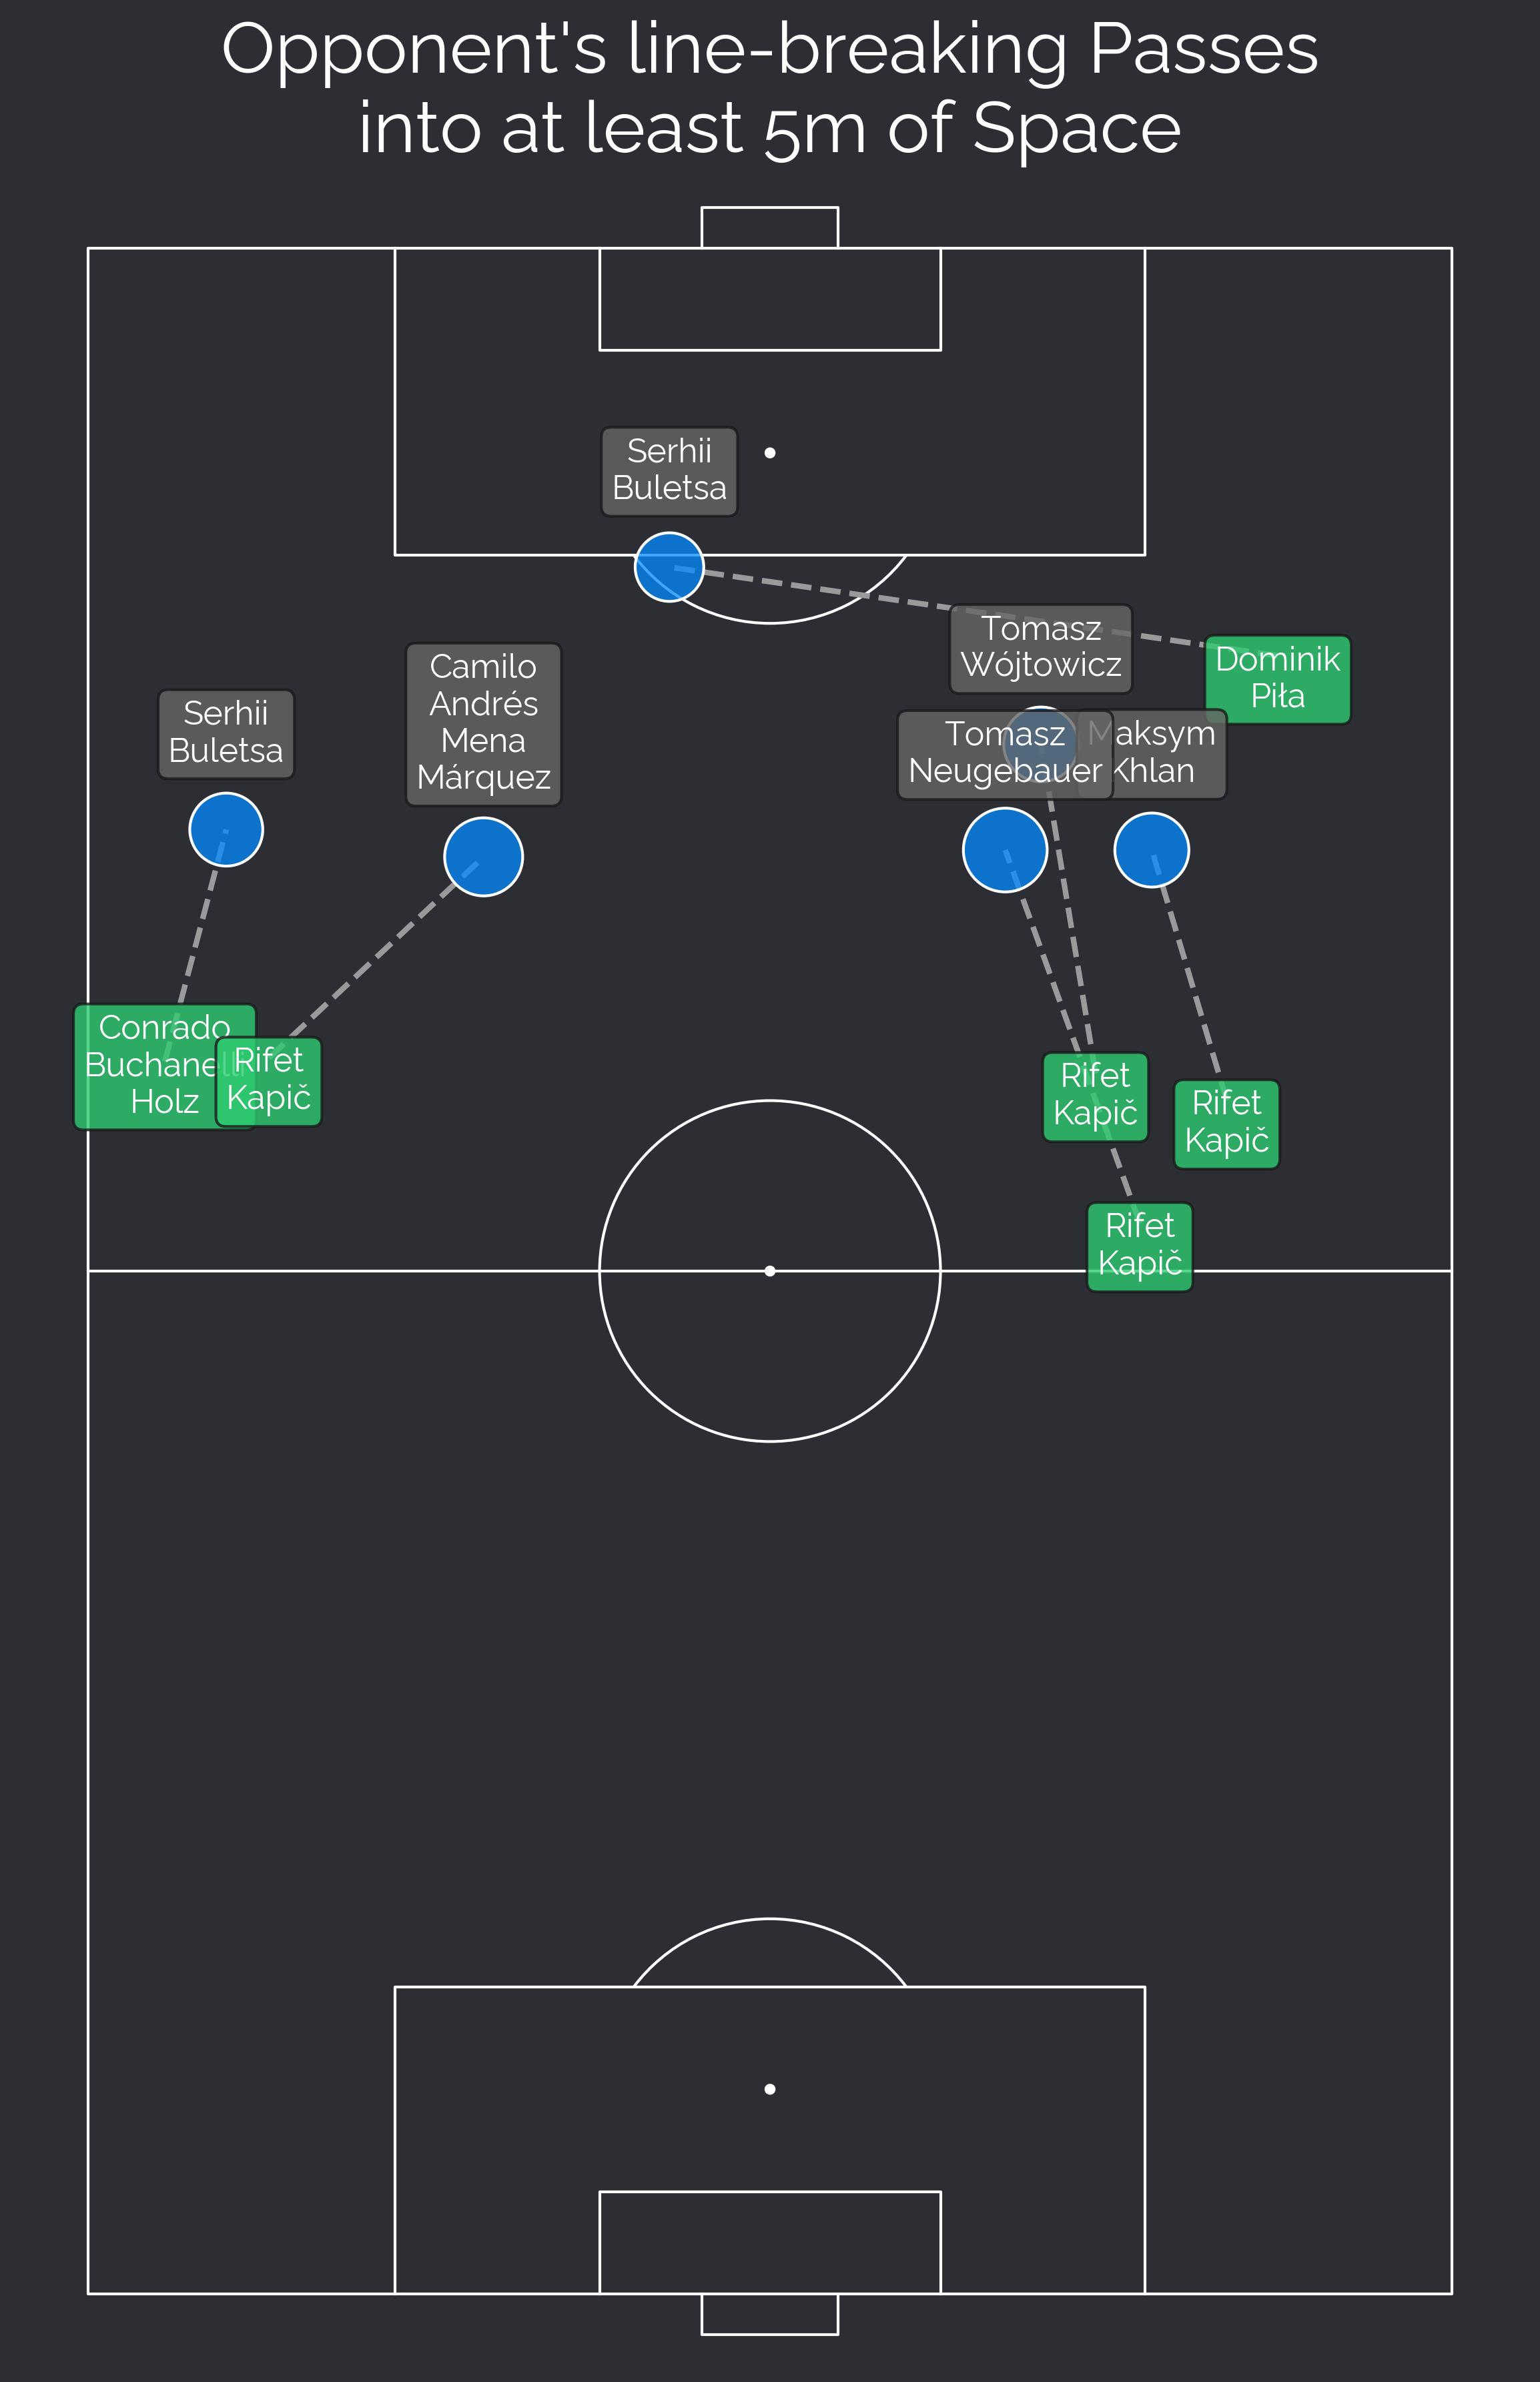 Opponent's line-breaking Passes
into at least 5m of Space
Serhii
Buletsa
Tomasz
Wójtowicz
Dominik
Piła
Camilo
Andrés
Mena
Márquez
Serhii
Buletsa
Tomasz
Neugebauer
Maksym
Khlan
Conrado
Buchanelli
Holz
Rifet
Kapič
Rifet
Kapič
Rifet
Kapič
Rifet
Kapič